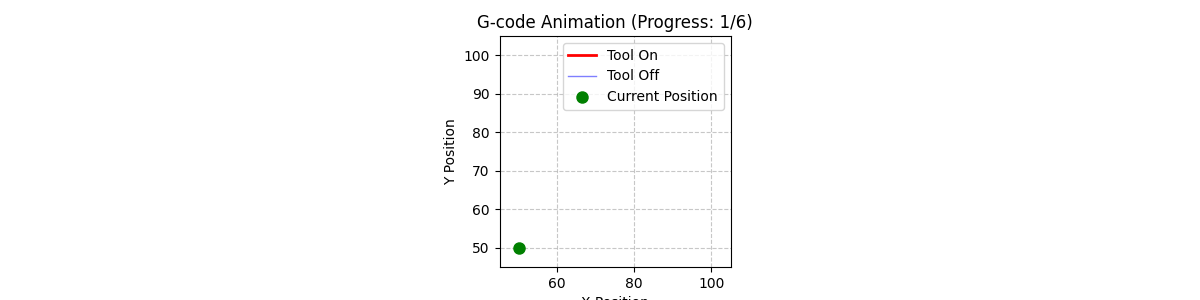 G-code Animation (Progress: 1/6)
Tool On
Tool Off
Current Position
Y Position
100
90
80
70
60
50
60 80 100
X Position